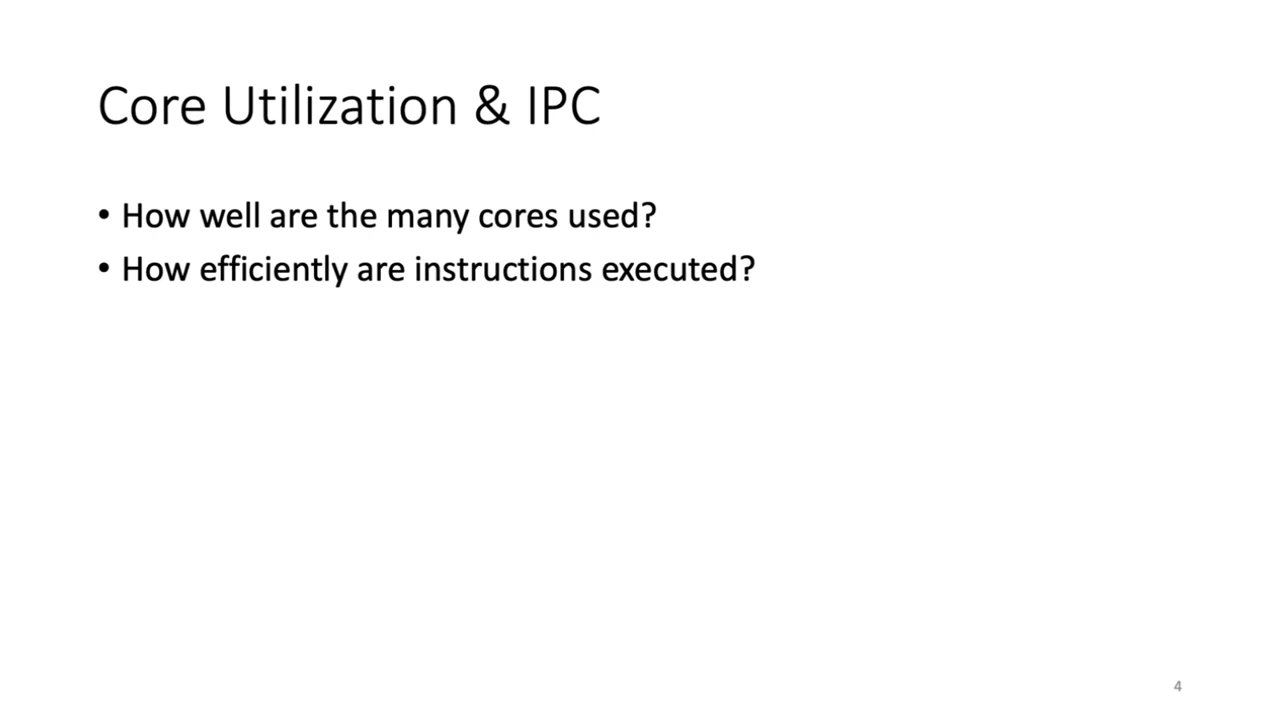 Core Utilization & IPC
• How well are the many cores used?
• How efficiently are instructions executed?
4